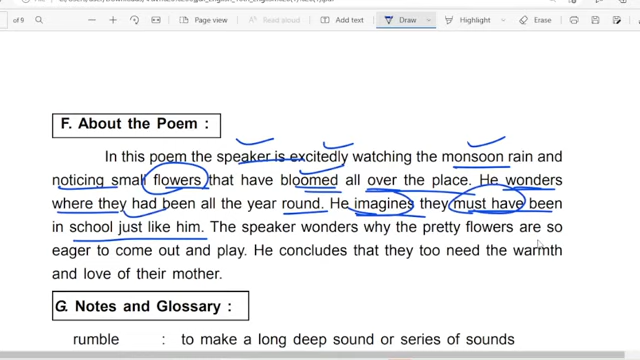 of 9
Page view
Read aloud
Add text
Draw
Highlight
Erase
F. About the Poem :
In this poem the speaker is excitedly watching the monsoon rain and
noticing small flowers that have bloomed all over the place. He wonders
where they had been all the year round. He imagines they must have been
in school just like him. The speaker wonders why the pretty flowers are so
eager to come out and play. He concludes that they too need the warmth
and love of their mother.
G. Notes and Glossary :
rumble : to make a long deep sound or series of sounds